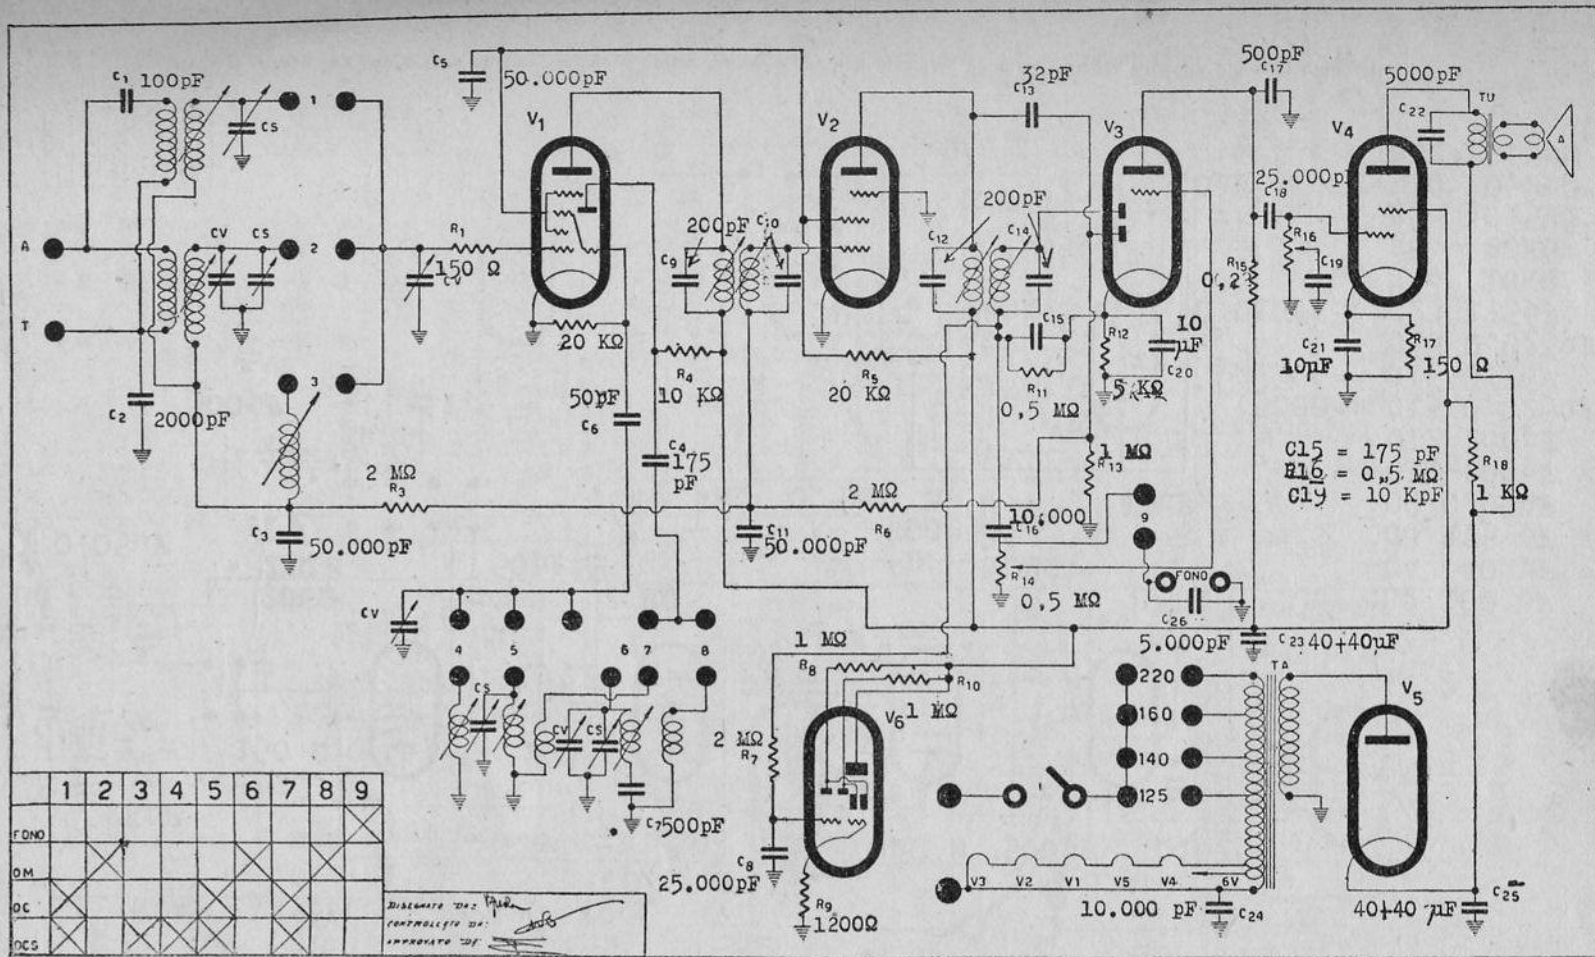 C1 100pF
CS
1
A
CV CS
2
T
C2 2000pF
3
C3 50.000pF
2 MΩ
R3
C5 50.000pF
V1
R1
150 Ω
CV
20 KΩ
50pF
C6
R4
10 KΩ
C4
175
pF
200pF
C9
C10
C11
50.000pF
V2
R5
20 KΩ
2 MΩ
R6
32pF
C13
200pF
C12 C14
C15
R11
0,5 MΩ
V3
R12
5 KΩ
10
µF
C20
1 MΩ
R13
10.000
C16
R14
0,5 MΩ
9
FONO
C26
5.000pF
500pF
C17
25.000pF
C18
R15
0,2
R16
C19
5000pF
C22
TU
V4
C21
10µF
R17
150 Ω
C15 = 175 pF
R16 = 0,5 MΩ
C19 = 10 KpF
R18
1 KΩ
C23 40+40µF
CV
4 5 6 7 8
CS
CV CS
C7 500pF
1 MΩ
R8
R10
1 MΩ
V6
2 MΩ
R7
C8
25.000pF
R9
1200Ω
TA
220
160
140
125
V5
V3 V2 V1 V5 V4 6V
10.000 pF C24
40+40 µF C25
1 2 3 4 5 6 7 8 9
FONO
OM
OC
OCS
DISEGNATO DA:
CONTROLLATO DA:
APPROVATO DA: